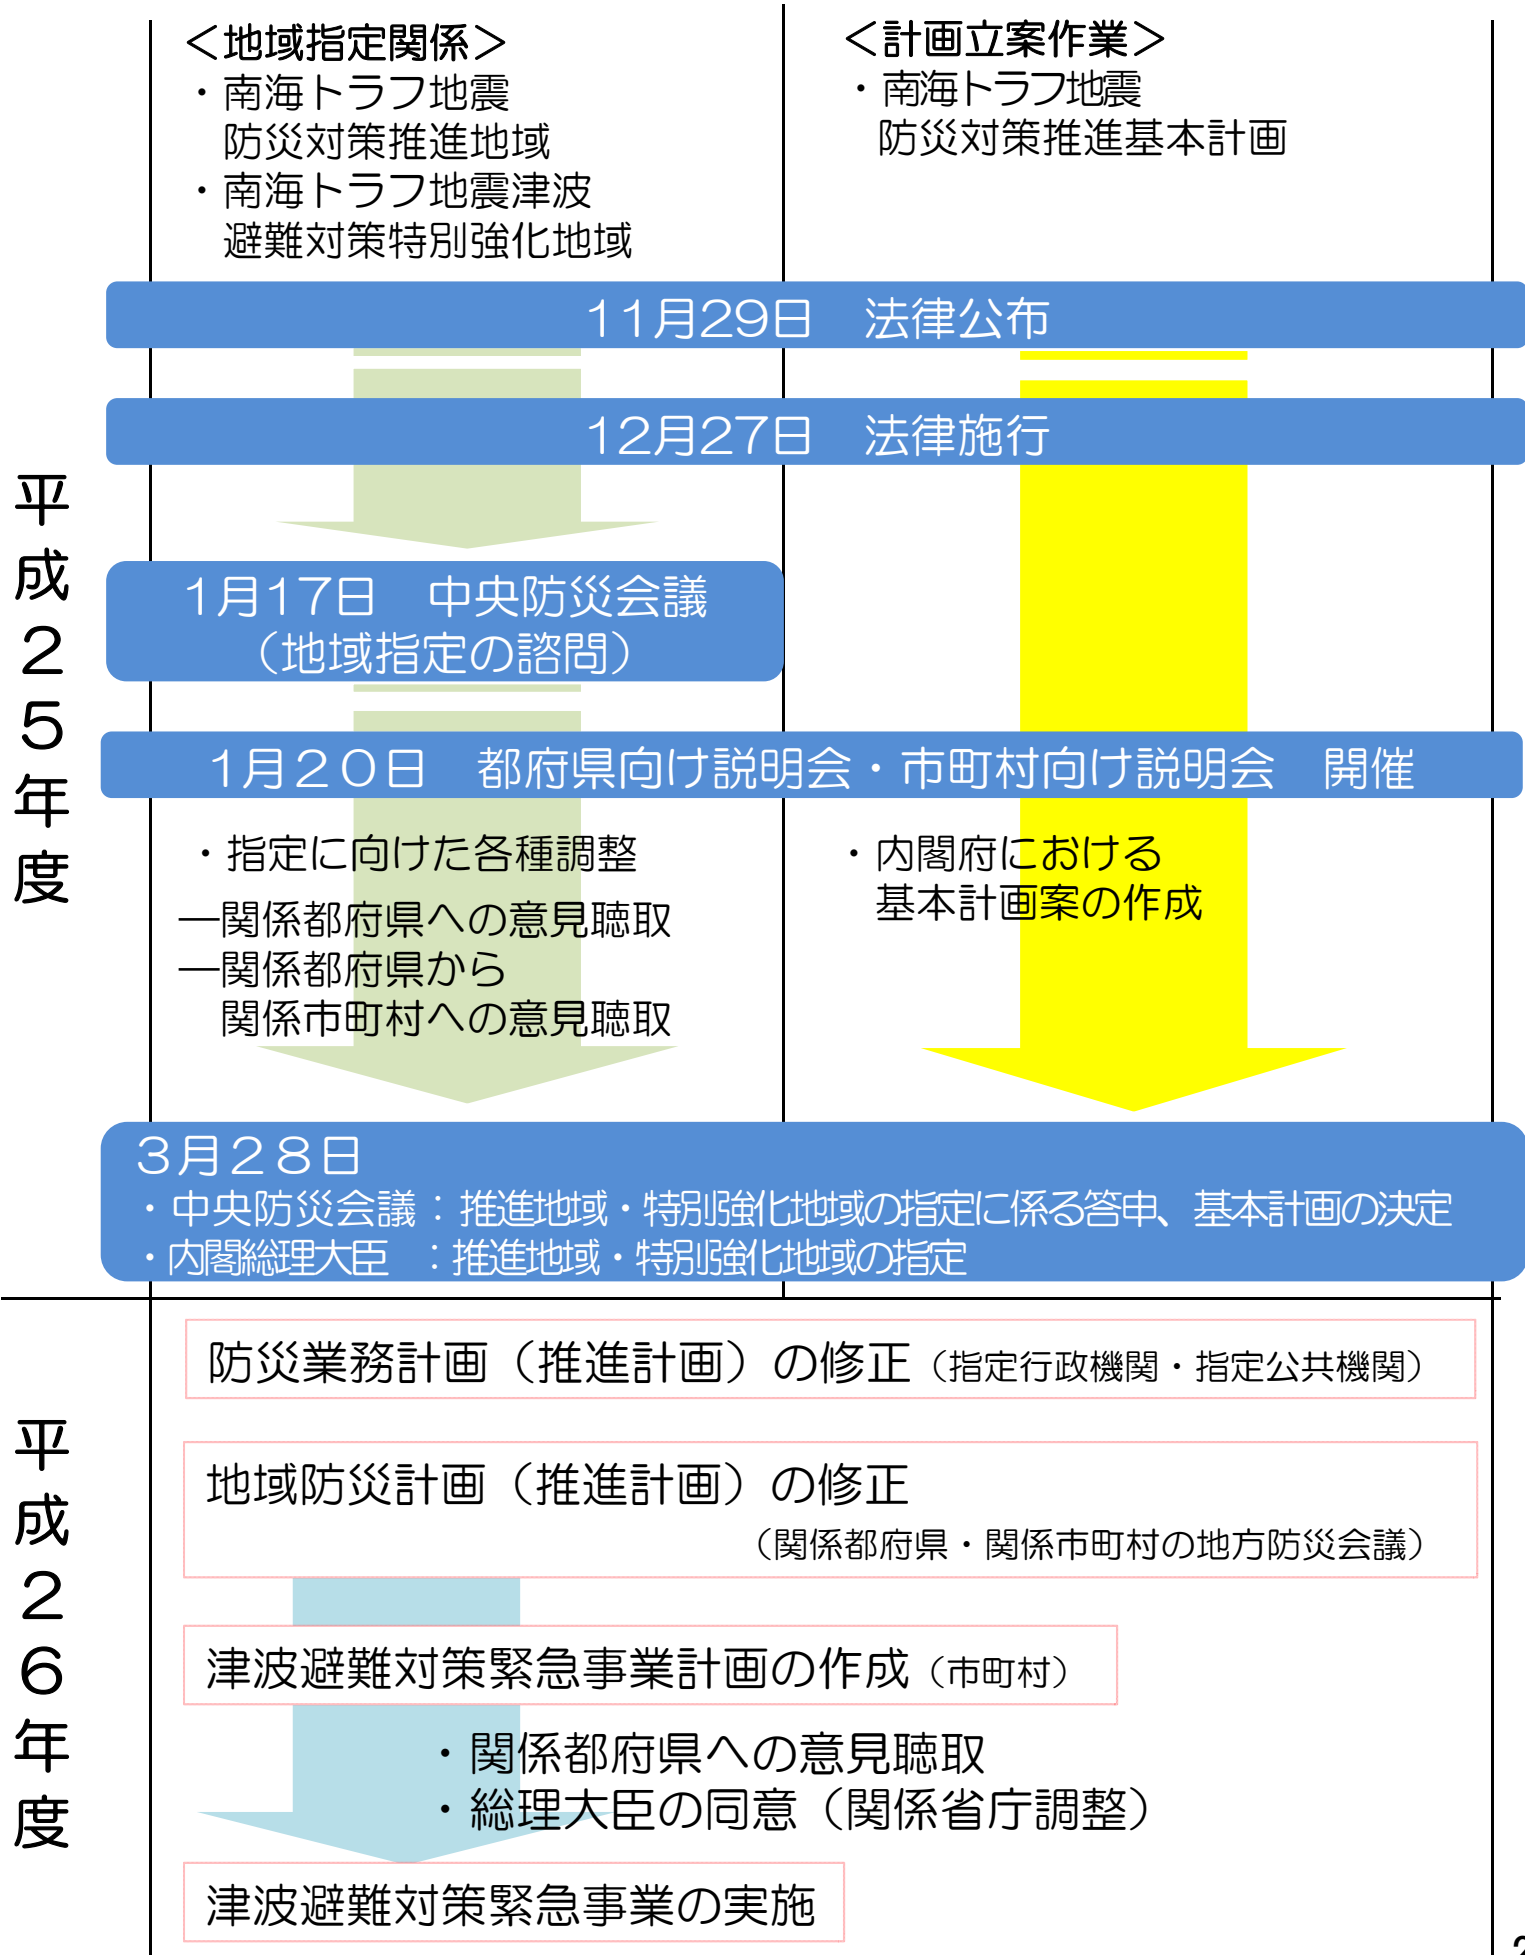 ＜地域指定関係＞
・南海トラフ地震
防災対策推進地域
・南海トラフ地震津波
避難対策特別強化地域
＜計画立案作業＞
・南海トラフ地震
防災対策推進基本計画
平成２５年度
11月29日　法律公布
12月27日　法律施行
1月17日　中央防災会議
（地域指定の諮問）
1月２０日　都府県向け説明会・市町村向け説明会　開催
・指定に向けた各種調整
―関係都府県への意見聴取
―関係都府県から
関係市町村への意見聴取
・内閣府における
基本計画案の作成
３月２８日
・中央防災会議：推進地域・特別強化地域の指定に係る答申、基本計画の決定
・内閣総理大臣　：推進地域・特別強化地域の指定
平成２６年度
防災業務計画（推進計画）の修正（指定行政機関・指定公共機関）
地域防災計画（推進計画）の修正
（関係都府県・関係市町村の地方防災会議）
津波避難対策緊急事業計画の作成（市町村）
・関係都府県への意見聴取
・総理大臣の同意（関係省庁調整）
津波避難対策緊急事業の実施